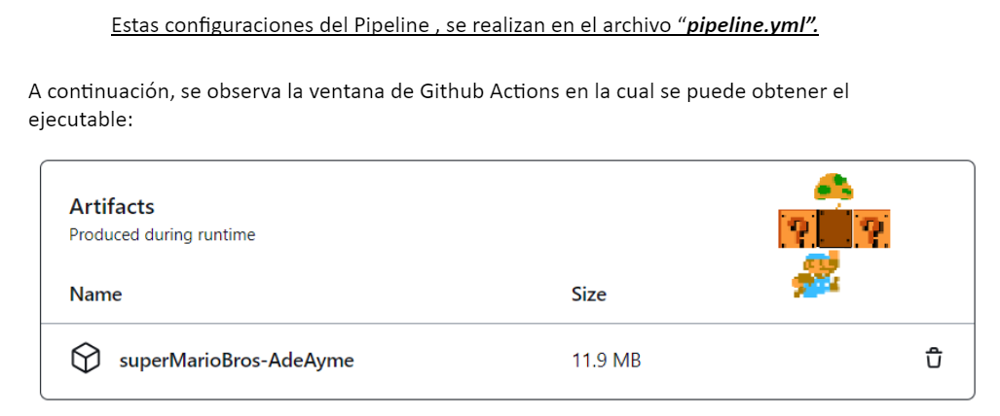 Estas configuraciones del Pipeline , se realizan en el archivo “pipeline.yml”.
A continuación, se observa la ventana de Github Actions en la cual se puede obtener el
ejecutable:
Artifacts
Produced during runtime
Name Size
superMarioBros-AdeAyme 11.9 MB